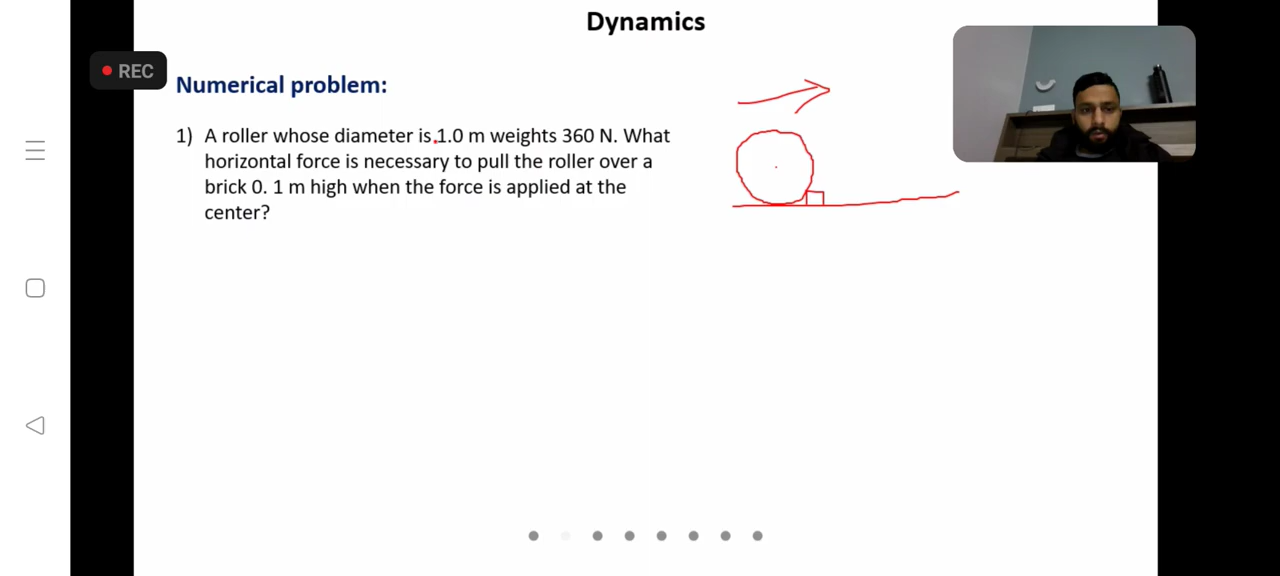 Dynamics
REC
Numerical problem:
1) A roller whose diameter is 1.0 m weights 360 N. What
horizontal force is necessary to pull the roller over a
brick 0. 1 m high when the force is applied at the
center?